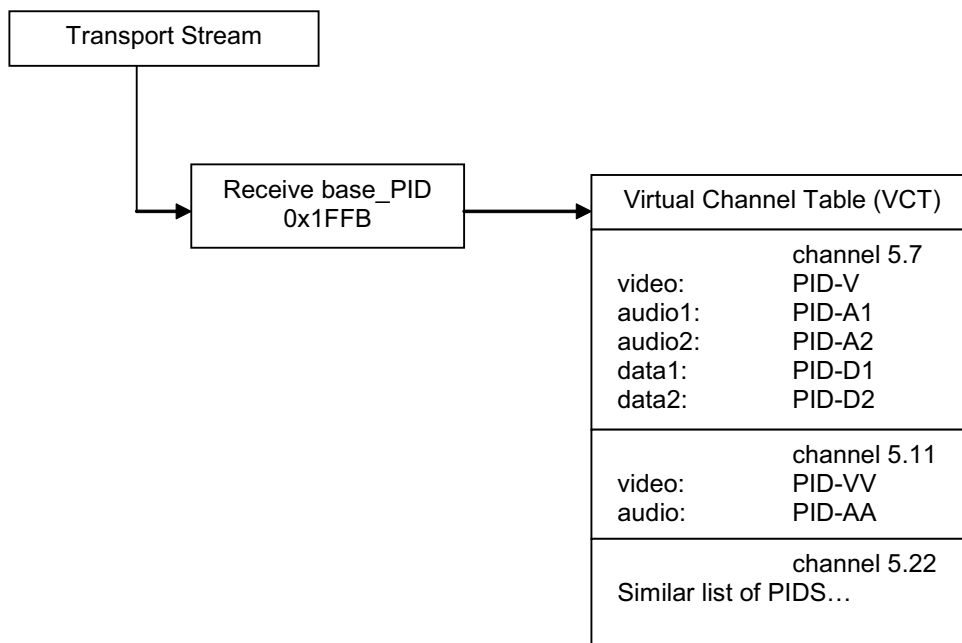 Transport Stream
Receive base_PID
0x1FFB
Virtual Channel Table (VCT)
channel 5.7
video: PID-V
audio1: PID-A1
audio2: PID-A2
data1: PID-D1
data2: PID-D2
channel 5.11
video: PID-VV
audio: PID-AA
channel 5.22
Similar list of PIDS…